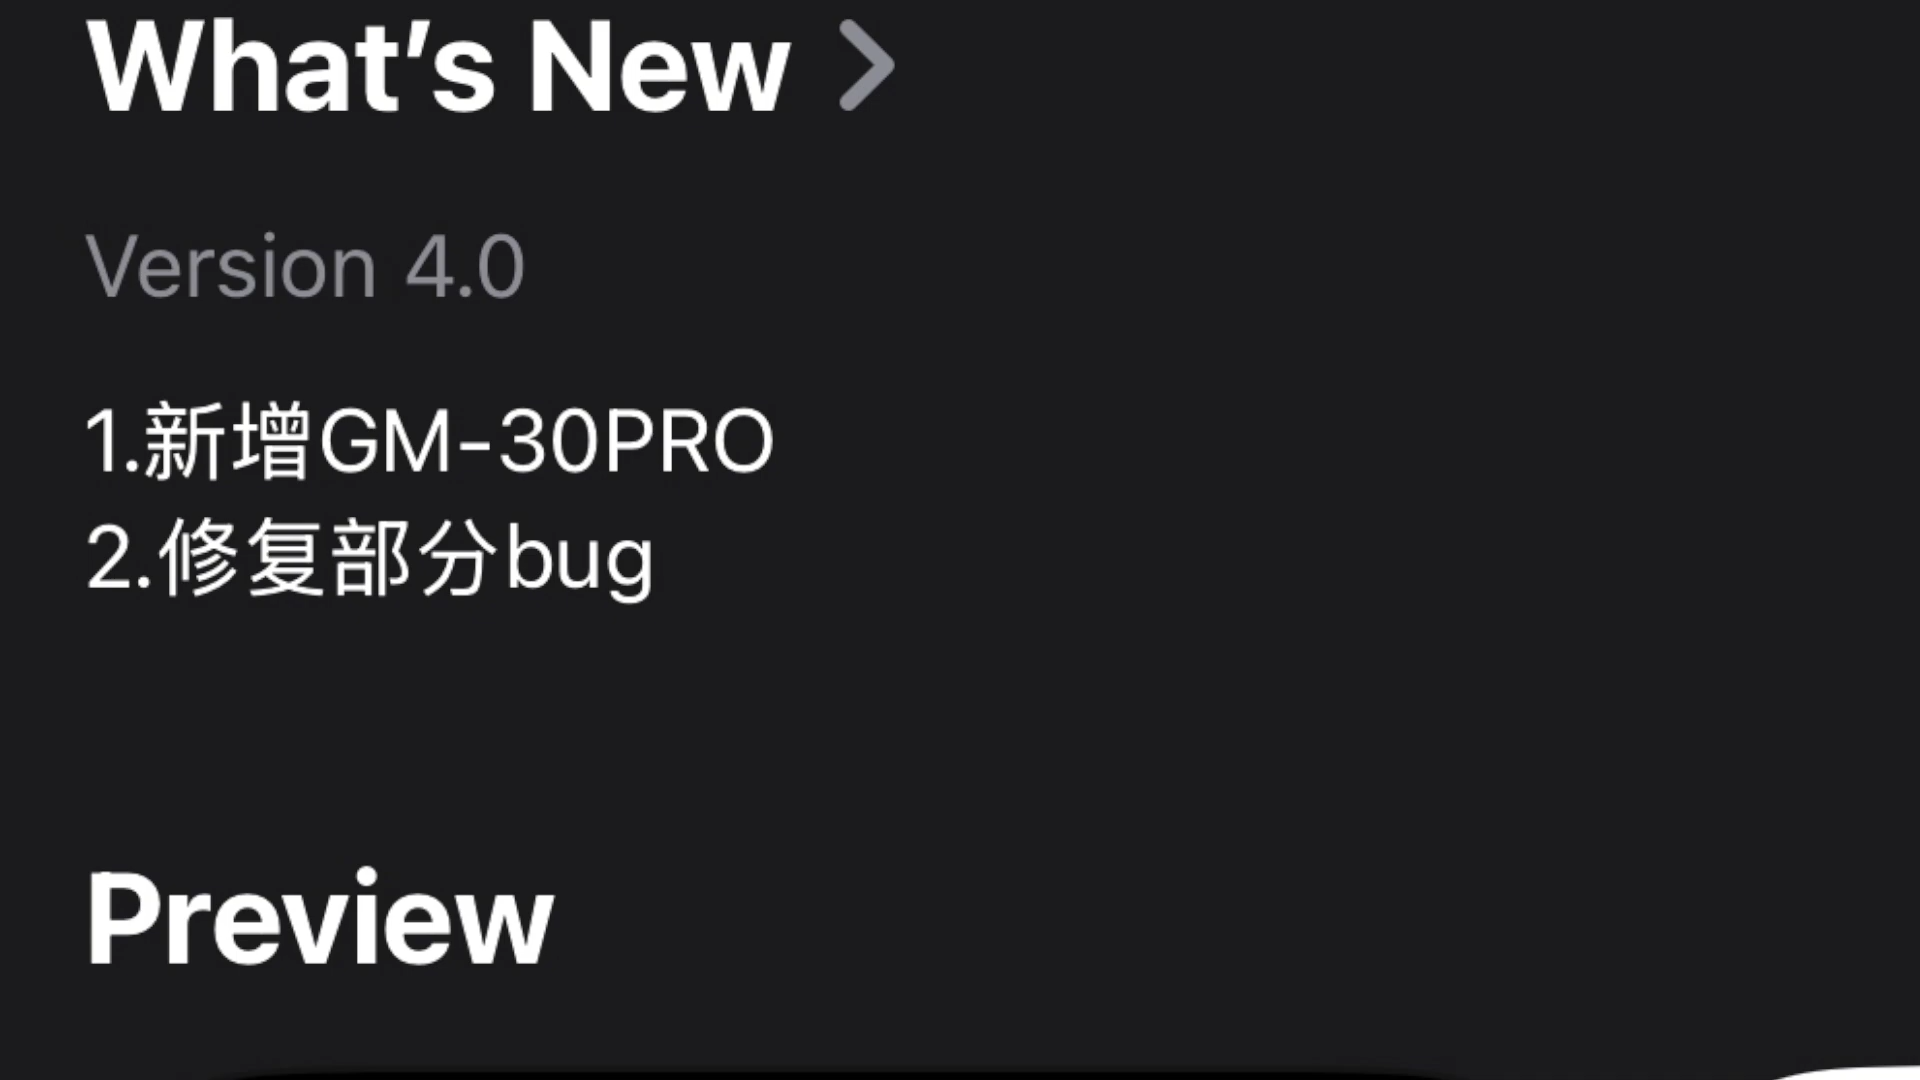 What's New
Version 4.0
1.新增GM-30PRO
2.修复部分bug
Preview